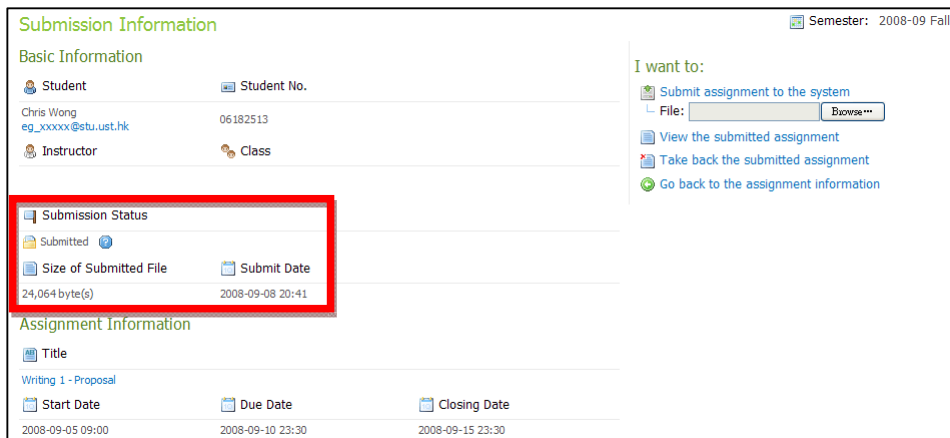 Submission Information
Semester: 2008-09 Fall
Basic Information
Student Student No.
Chris Wong
eg_xxxxx@stu.ust.hk
06182513
Instructor Class
Submission Status
Submitted
Size of Submitted File Submit Date
24,064 byte(s) 2008-09-08 20:41
Assignment Information
Title
Writing 1 - Proposal
Start Date Due Date Closing Date
2008-09-05 09:00 2008-09-10 23:30 2008-09-15 23:30
I want to:
Submit assignment to the system
File: Browse...
View the submitted assignment
Take back the submitted assignment
Go back to the assignment information